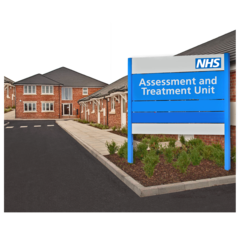 NHS
Assessment and
Treatment Unit